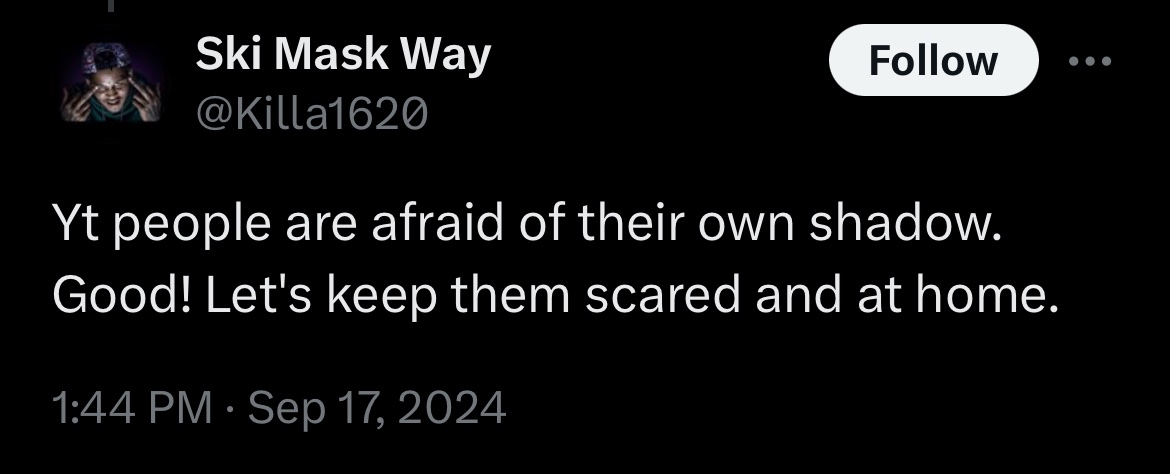 Ski Mask Way
Follow
@Killa1620
Yt people are afraid of their own shadow.
Good! Let's keep them scared and at home.
1:44 PM · Sep 17, 2024